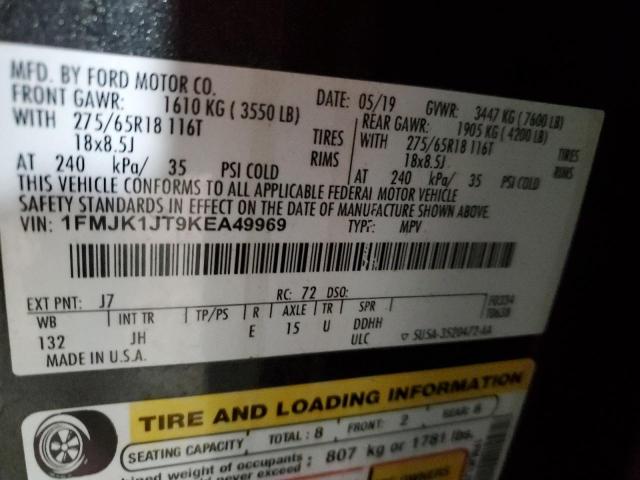 MFD. BY FORD MOTOR CO.
DATE: 05/19 GVWR: 3447 KG (7600 LB)
FRONT GAWR: 1610 KG (3550 LB) REAR GAWR: 1905 KG (4200 LB)
WITH 275/65R18 116T TIRES WITH 275/65R18 116T TIRES
18x8.5J RIMS 18x8.5J RIMS
AT 240 kPa/ 35 PSI COLD AT 240 kPa/ 35 PSI COLD
THIS VEHICLE CONFORMS TO ALL APPLICABLE FEDERAL MOTOR VEHICLE
SAFETY STANDARDS IN EFFECT ON THE DATE OF MANUFACTURE SHOWN ABOVE.
VIN: 1FMJK1JT9KEA49969 TYPE: MPV
EXT PNT: J7 RC: 72 DSO:
WB INT TR TP/PS R AXLE TR SPR
132 JH E 15 U DDHH
ULC
MADE IN U.S.A.
TIRE AND LOADING INFORMATION
SEATING CAPACITY TOTAL: 8 FRONT: 2 REAR: 6
weight of occupants : 807 kg or 1781 lbs.
never exceed
OWNERS